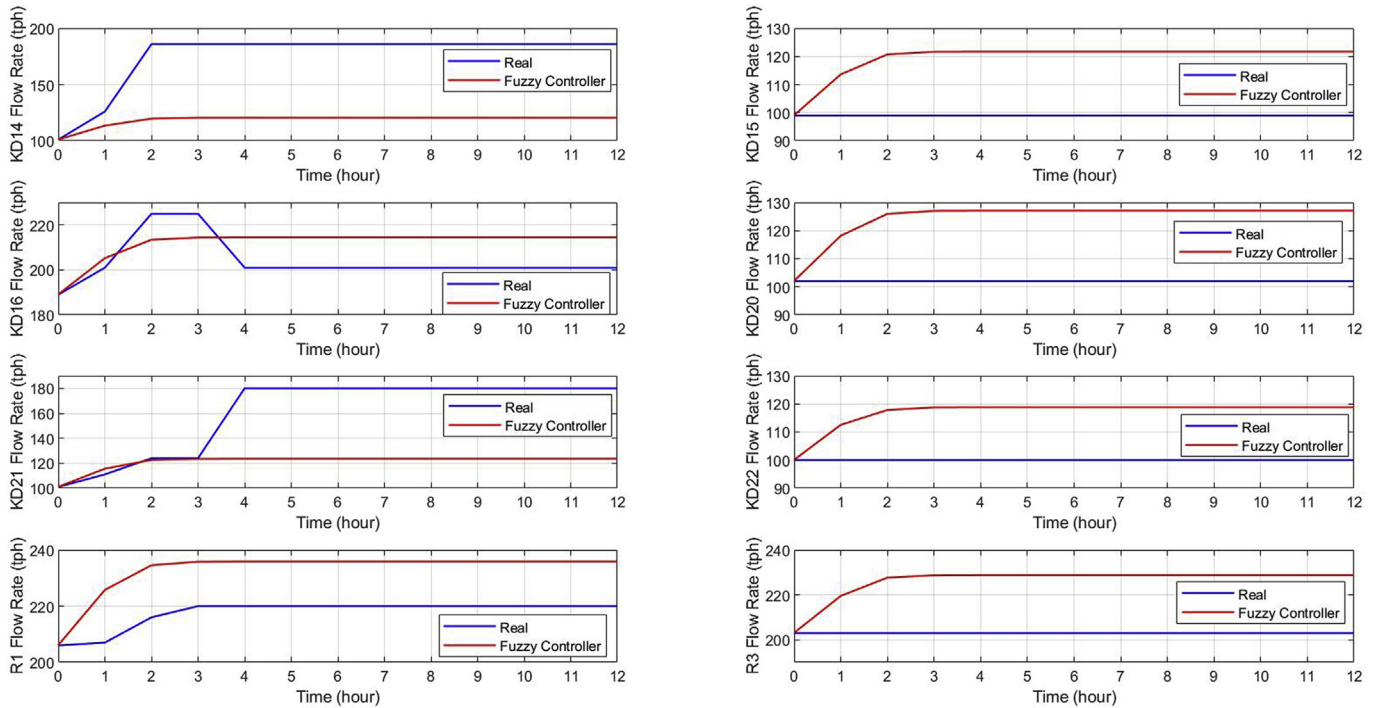 KD14 Flow Rate (tph)
200
150
100
0 1 2 3 4 5 6 7 8 9 10 11 12
Time (hour)
Real
Fuzzy Controller
KD15 Flow Rate (tph)
130
120
110
100
90
0 1 2 3 4 5 6 7 8 9 10 11 12
Time (hour)
Real
Fuzzy Controller
KD16 Flow Rate (tph)
220
200
180
0 1 2 3 4 5 6 7 8 9 10 11 12
Time (hour)
Real
Fuzzy Controller
KD20 Flow Rate (tph)
130
120
110
100
90
0 1 2 3 4 5 6 7 8 9 10 11 12
Time (hour)
Real
Fuzzy Controller
KD21 Flow Rate (tph)
180
160
140
120
100
0 1 2 3 4 5 6 7 8 9 10 11 12
Time (hour)
Real
Fuzzy Controller
KD22 Flow Rate (tph)
130
120
110
100
90
0 1 2 3 4 5 6 7 8 9 10 11 12
Time (hour)
Real
Fuzzy Controller
R1 Flow Rate (tph)
240
220
200
0 1 2 3 4 5 6 7 8 9 10 11 12
Time (hour)
Real
Fuzzy Controller
R3 Flow Rate (tph)
240
220
200
0 1 2 3 4 5 6 7 8 9 10 11 12
Time (hour)
Real
Fuzzy Controller